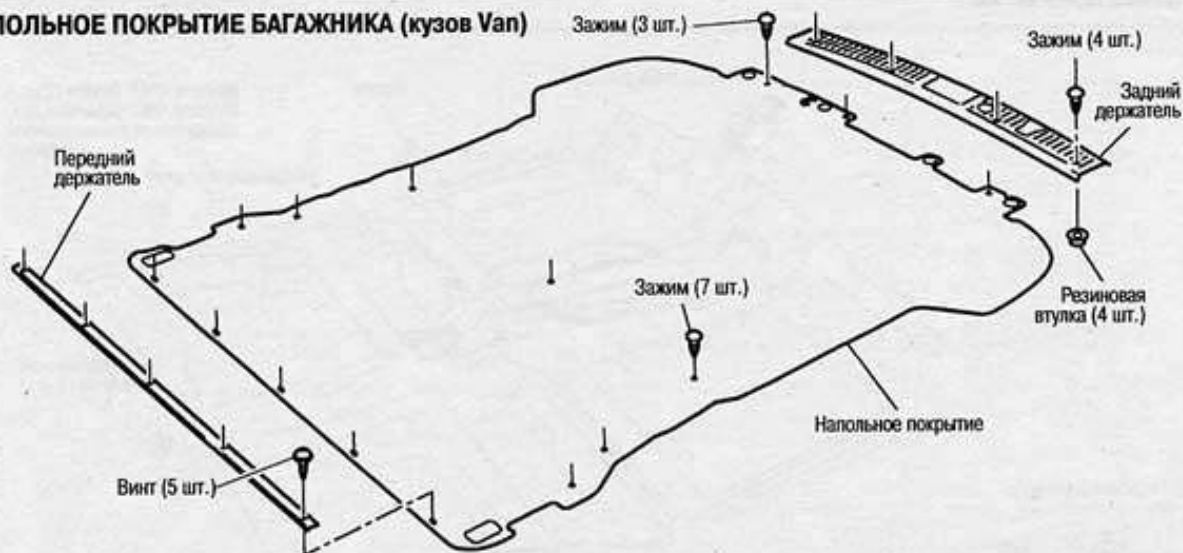 ПОЛЬНОЕ ПОКРЫТИЕ БАГАЖНИКА (кузов Van)
Зажим (3 шт.)
Зажим (4 шт.)
Задний
держатель
Передний
держатель
Зажим (7 шт.)
Резиновая
втулка (4 шт.)
Напольное покрытие
Винт (5 шт.)